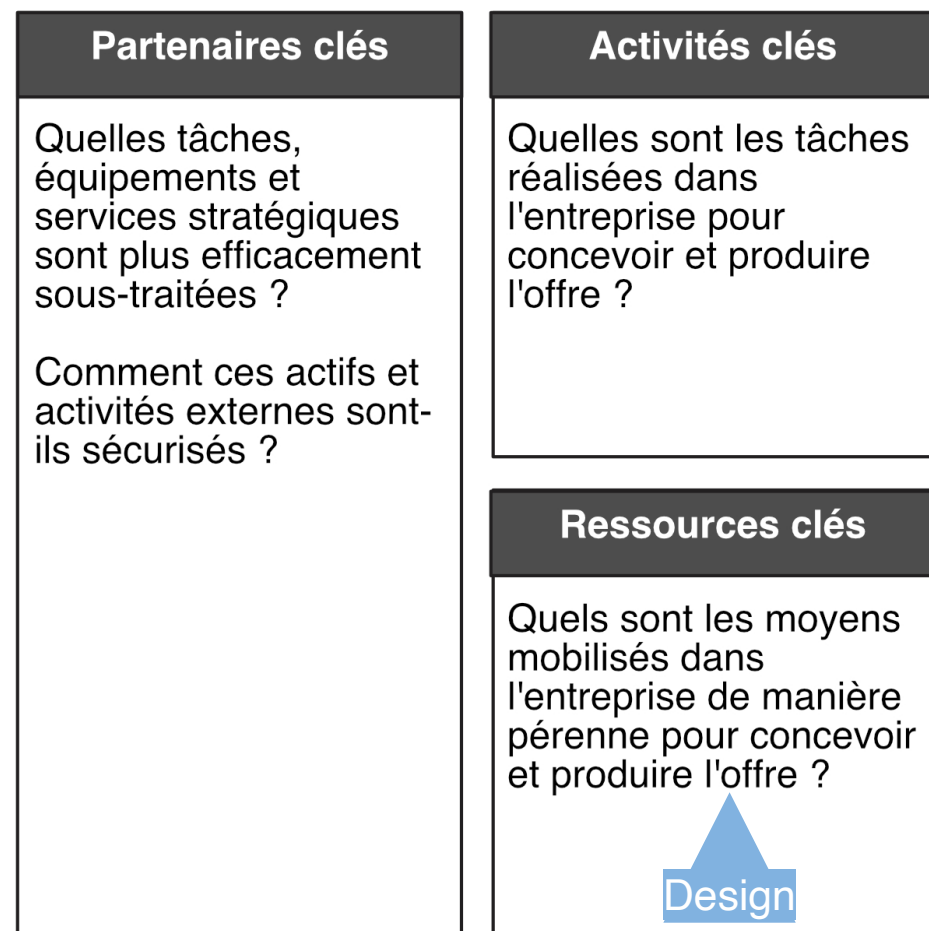 Partenaires clés
Quelles tâches,
équipements et
services stratégiques
sont plus efficacement
sous-traitées ?
Comment ces actifs et
activités externes sont-
ils sécurisés ?
Activités clés
Quelles sont les tâches
réalisées dans
l'entreprise pour
concevoir et produire
l'offre ?
Ressources clés
Quels sont les moyens
mobilisés dans
l'entreprise de manière
pérenne pour concevoir
et produire l'offre ?
Design